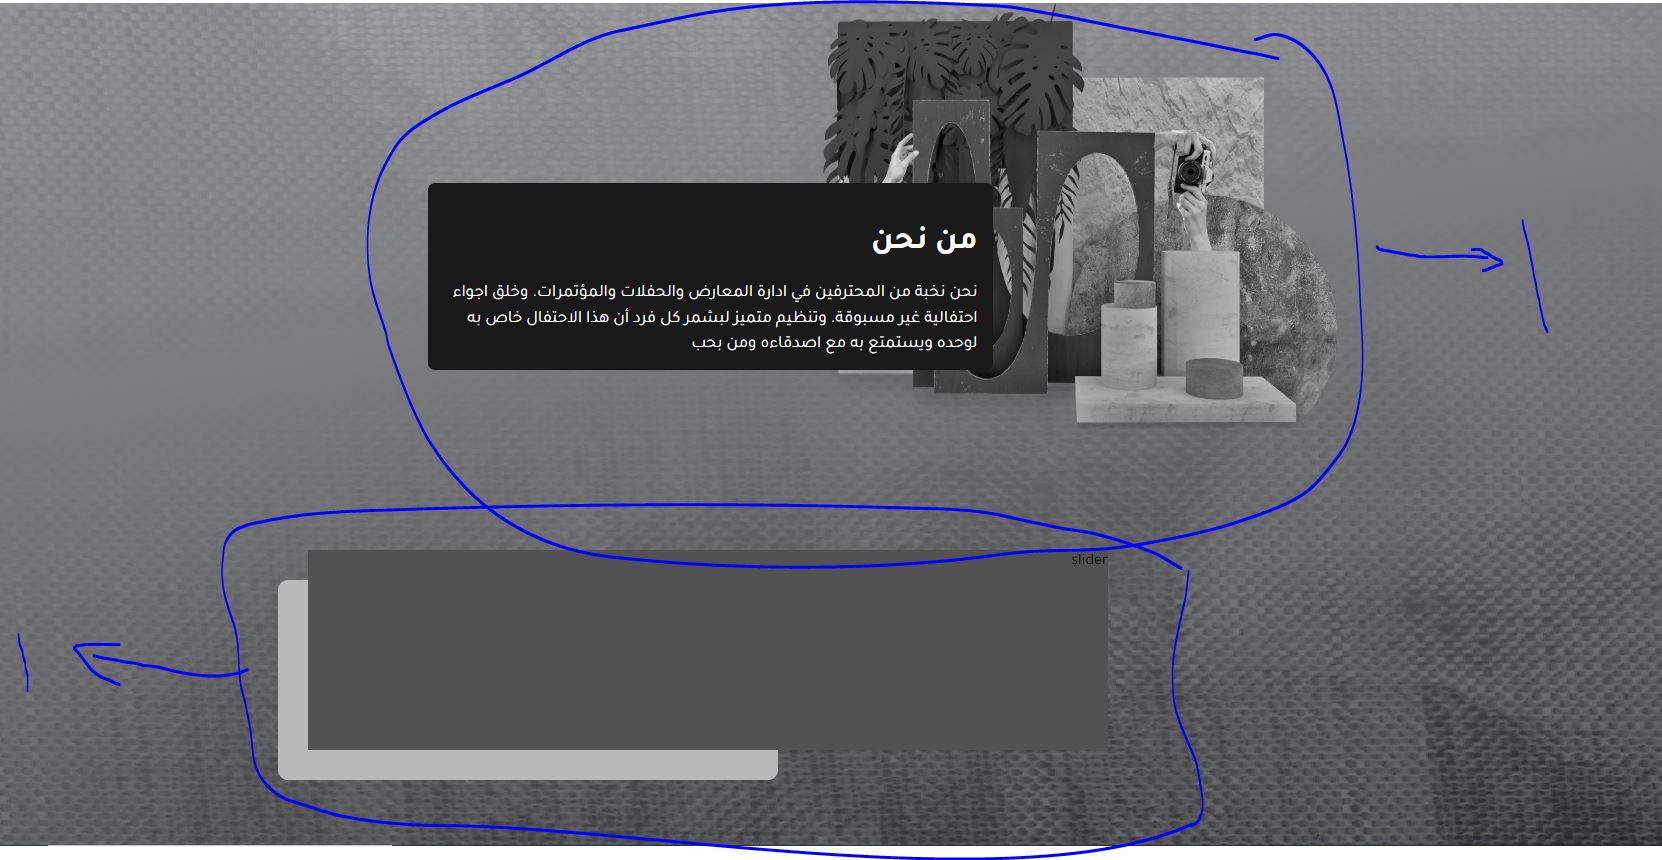 من نحن
نحن نخبة من المحترفين في ادارة المعارض والحفلات والمؤتمرات. وخلق اجواء
احتفالية غير مسبوقة. وتنظيم متميز لبشمر كل فرد أن هذا الاحتفال خاص به
لوحده ويستمتع به مع اصدقاءه ومن بحب
slider